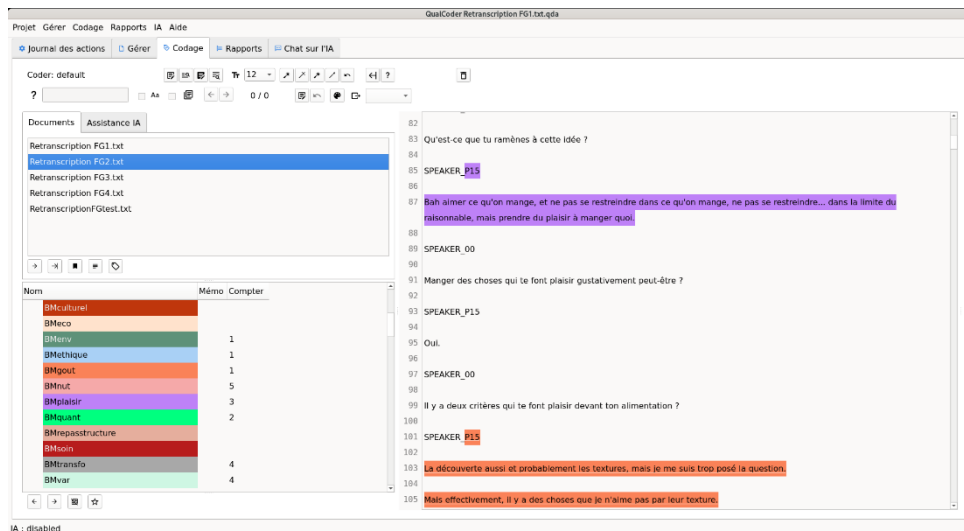 QualCoder Retranscription FG1.txt.qda
Projet Gérer Codage Rapports IA Aide
Journal des actions Gérer Codage Rapports Chat sur l'IA
Coder: default
Tr 12
?
? Aa 0 / 0
Documents Assistance IA
Retranscription FG1.txt
Retranscription FG2.txt
Retranscription FG3.txt
Retranscription FG4.txt
RetranscriptionFGtest.txt
Nom Mémo Compter
BMculturel
BMeco
BMenv 1
BMethique 1
BMgout 1
BMnut 5
BMplaisir 3
BMquant 2
BMrepasstructure
BMsoin
BMtransfo 4
BMvar 4
82
83 Qu'est-ce que tu ramènes à cette idée ?
84
85 SPEAKER_P15
86
87 Bah aimer ce qu'on mange, et ne pas se restreindre dans ce qu'on mange, ne pas se restreindre... dans la limite du
raisonnable, mais prendre du plaisir à manger quoi.
88
89 SPEAKER_00
90
91 Manger des choses qui te font plaisir gustativement peut-être ?
92
93 SPEAKER_P15
94
95 Oui.
96
97 SPEAKER_00
98
99 Il y a deux critères qui te font plaisir devant ton alimentation ?
100
101 SPEAKER_P15
102
103 La découverte aussi et probablement les textures, mais je me suis trop posé la question.
104
105 Mais effectivement, il y a des choses que je n'aime pas par leur texture.
IA : disabled